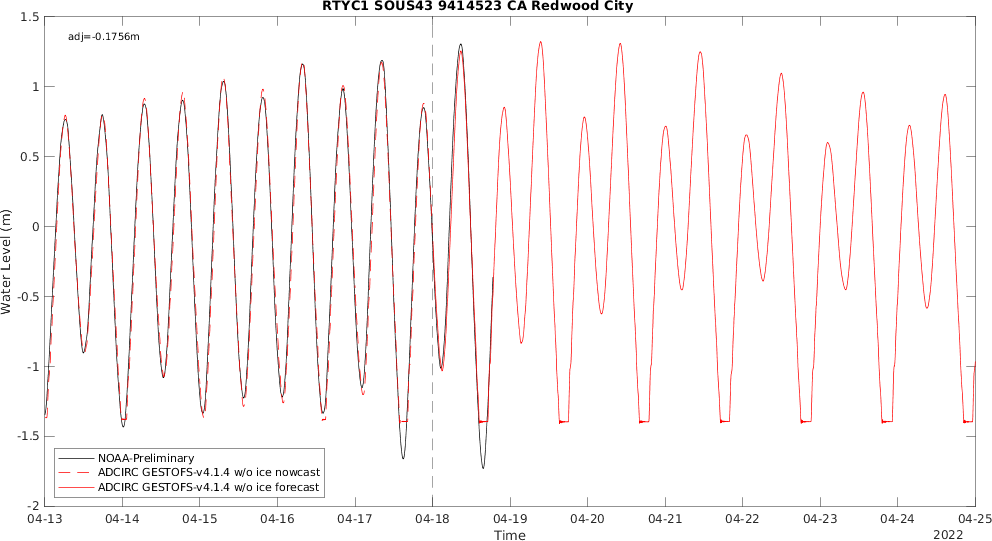 RTYC1 SOUS43 9414523 CA Redwood City
adj=-0.1756m
1.5
1
0.5
0
-0.5
-1
-1.5
-2
Water Level (m)
NOAA-Preliminary
ADCIRC GESTOFS-v4.1.4 w/o ice nowcast
ADCIRC GESTOFS-v4.1.4 w/o ice forecast
04-13 04-14 04-15 04-16 04-17 04-18 04-19 04-20 04-21 04-22 04-23 04-24 04-25
Time
2022